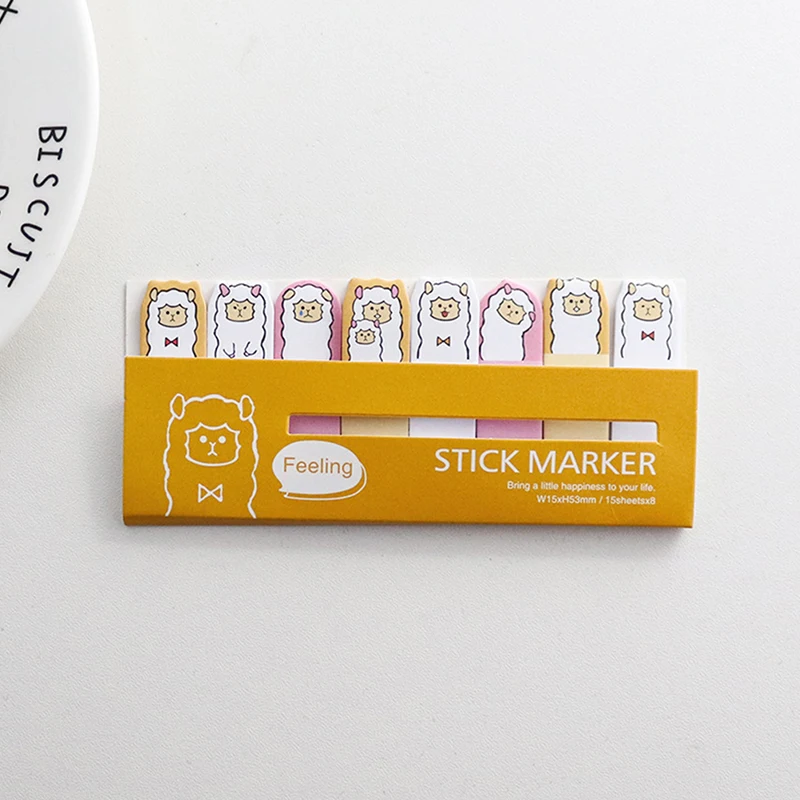 BISCUIT
Feeling
STICK MARKER
Bring a little happiness to your life.
W15xH53mm / 15sheetsx8